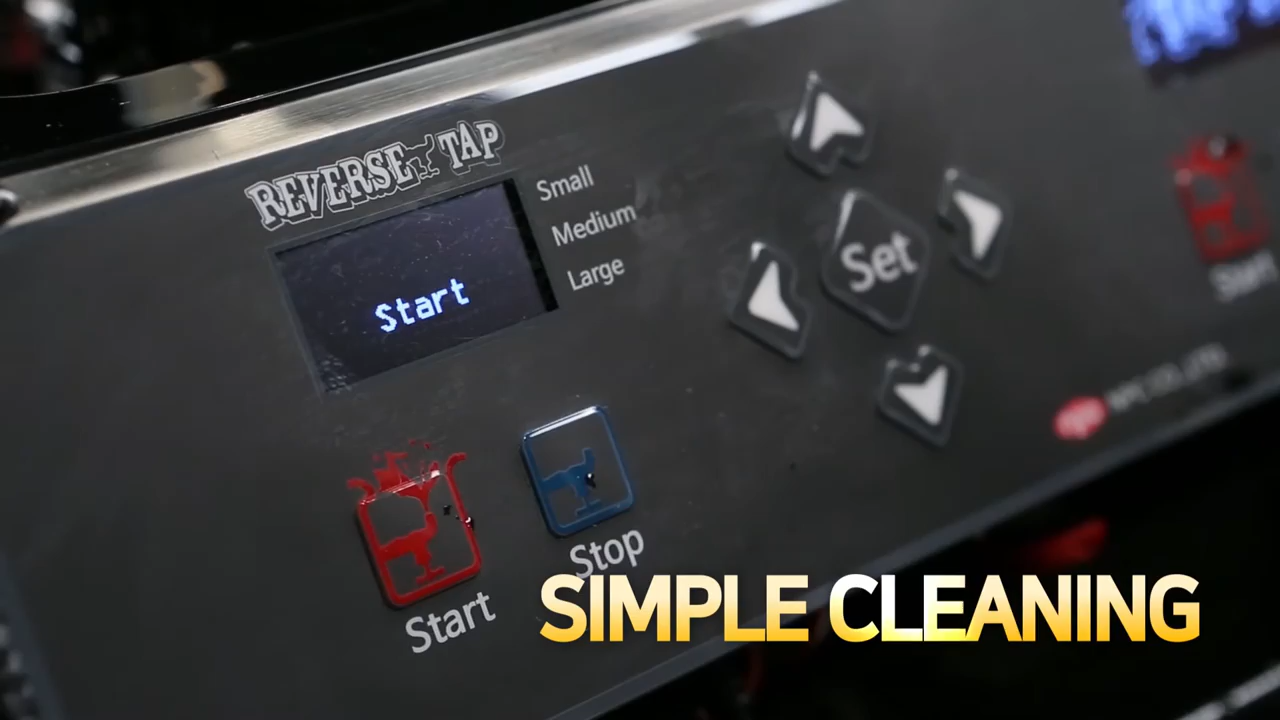 REVERSE TAP
Small
Medium
Large
Start
Set
Start
Stop
Start
SIMPLE CLEANING